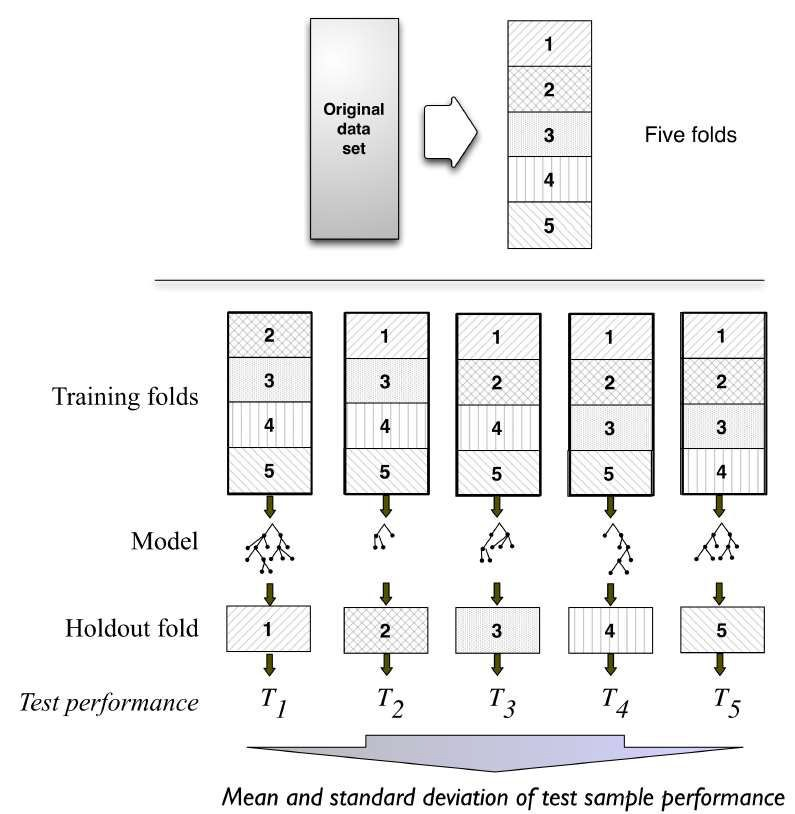 Original
data
set
1
2
3
4
5
Five folds
Training folds
2 1 1 1 1
3 3 2 2 2
4 4 4 3 3
5 5 5 5 4
Model
Holdout fold 1 2 3 4 5
Test performance T1 T2 T3 T4 T5
Mean and standard deviation of test sample performance